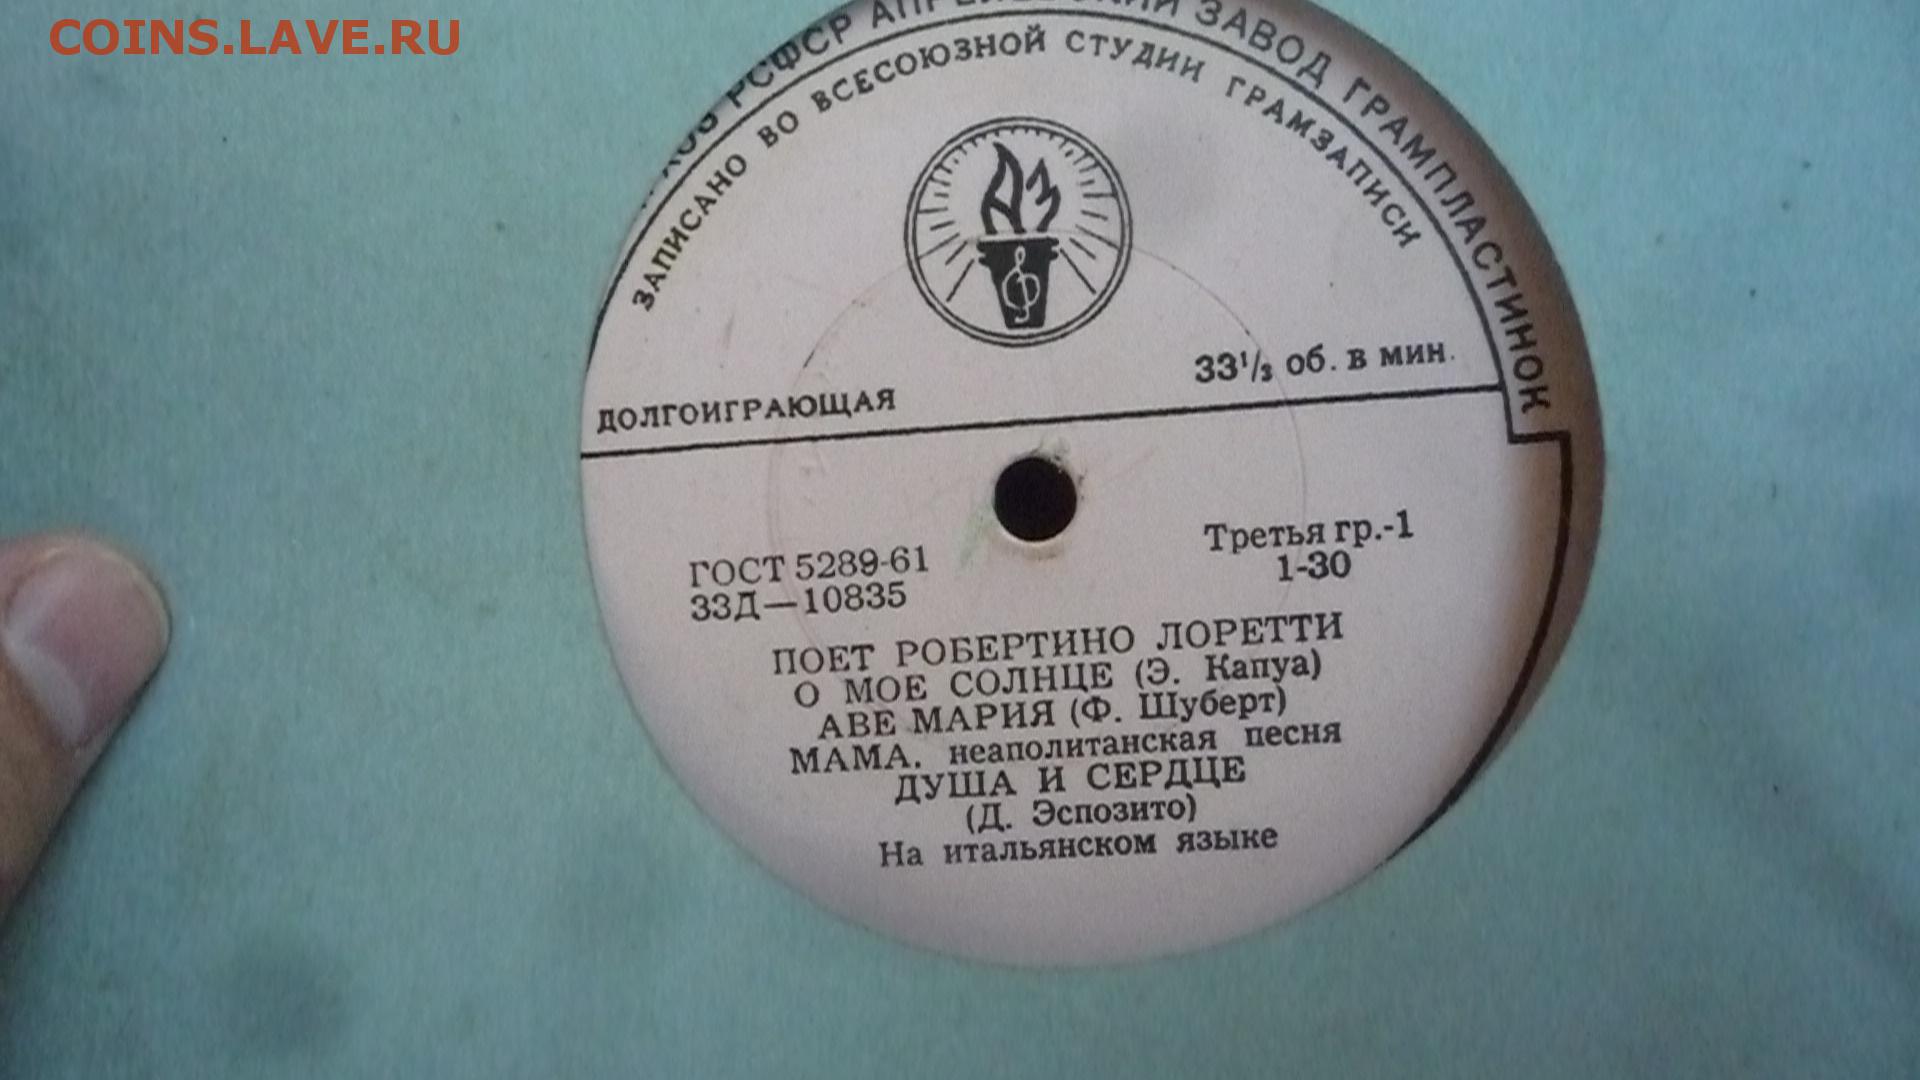 COINS.LAVE.RU
РСФСР АПРЕЛЕВСКИЙ ЗАВОД ГРАМПЛАСТИНОК
ЗАПИСАНО ВО ВСЕСОЮЗНОЙ СТУДИИ ГРАМЗАПИСИ
АЗ
ДОЛГОИГРАЮЩАЯ 33⅓ об. в мин.
ГОСТ 5289-61 Третья гр.-1
33Д—10835 1-30
ПОЕТ РОБЕРТИНО ЛОРЕТТИ
О МОЕ СОЛНЦЕ (Э. Капуа)
АВЕ МАРИЯ (Ф. Шуберт)
МАМА. неаполитанская песня
ДУША И СЕРДЦЕ
(Д. Эспозито)
На итальянском языке